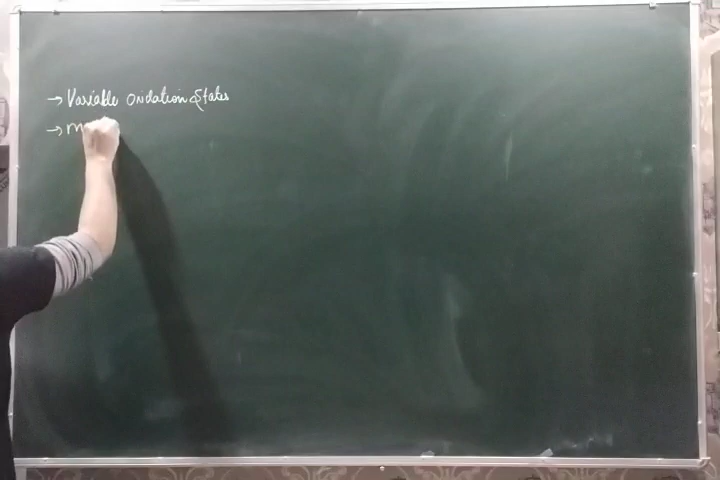 → Variable Oxidation States
→ M